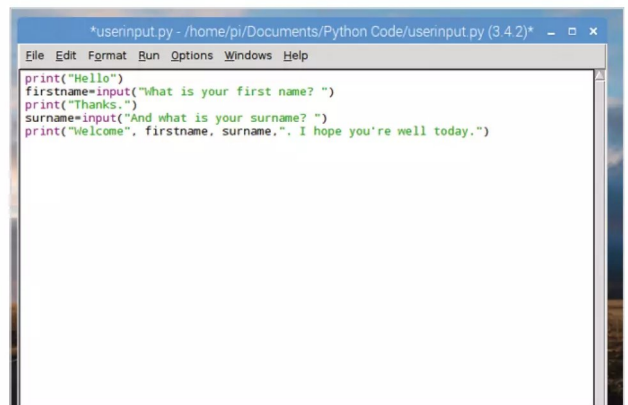 *userinput.py - /home/pi/Documents/Python Code/userinput.py (3.4.2)*
File Edit Format Run Options Windows Help
print("Hello")
firstname=input("What is your first name? ")
print("Thanks.")
surname=input("And what is your surname? ")
print("Welcome", firstname, surname,". I hope you're well today.")